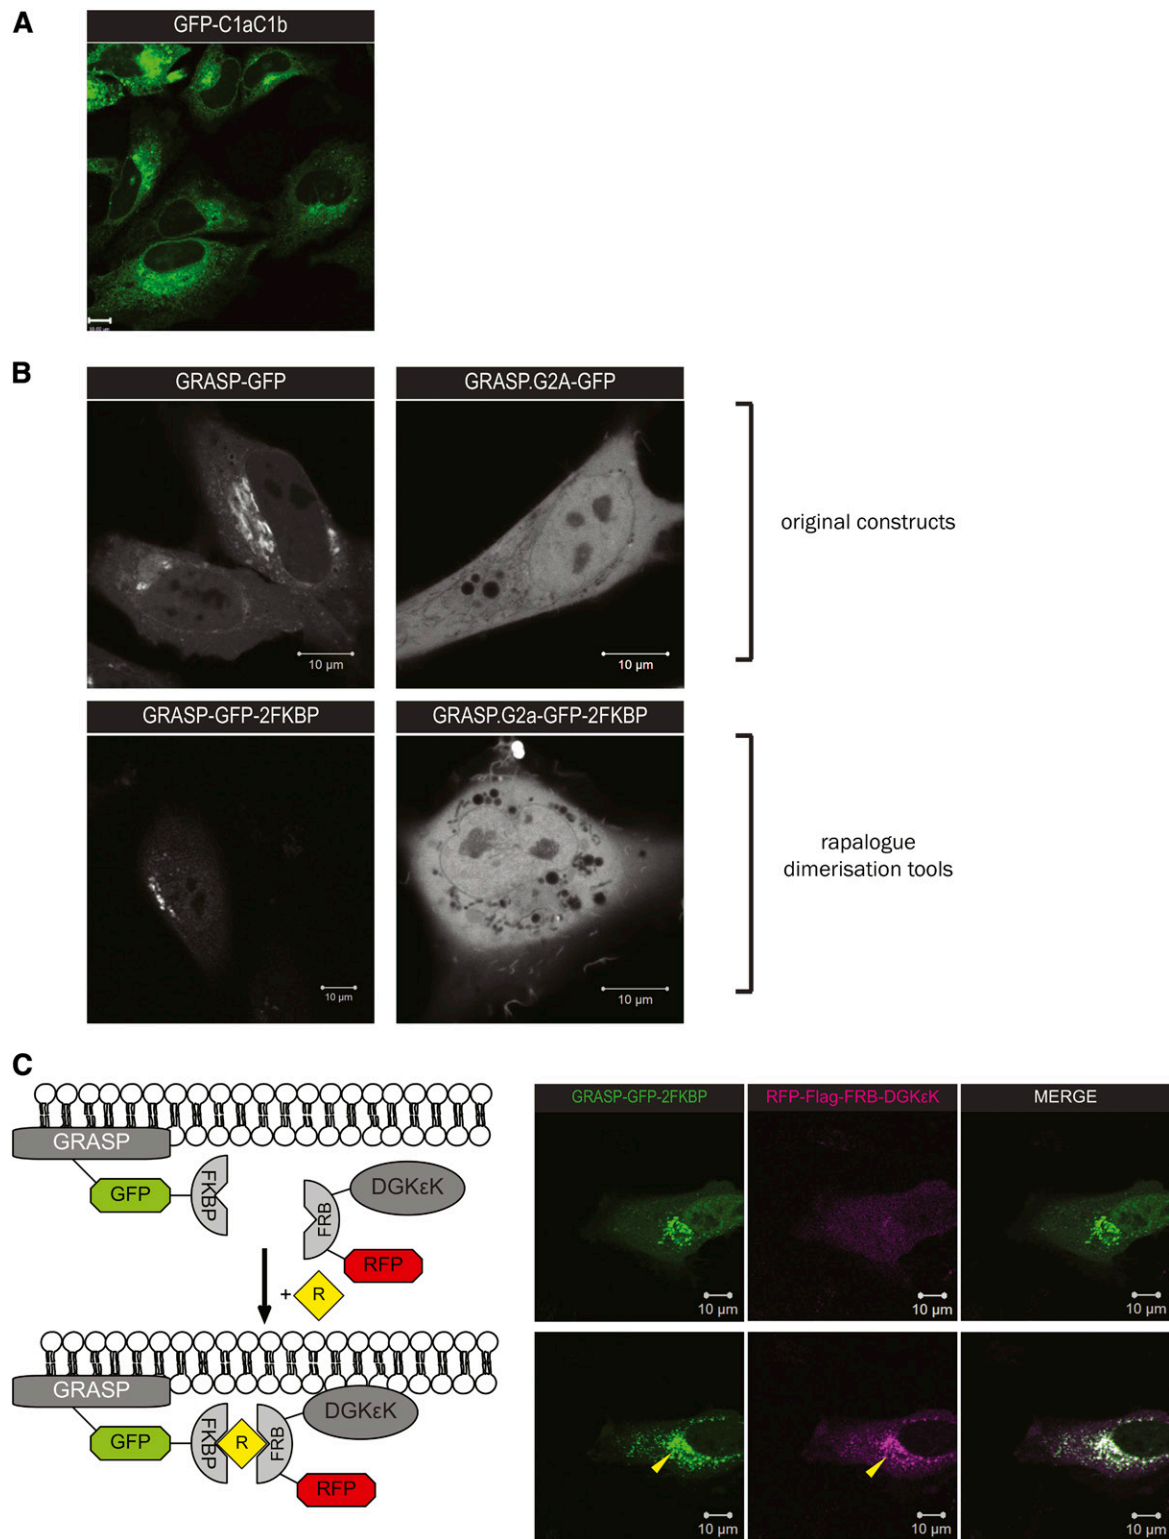 A
GFP-C1aC1b
B
GRASP-GFP
GRASP.G2A-GFP
10 µm
10 µm
original constructs
GRASP-GFP-2FKBP
GRASP.G2a-GFP-2FKBP
10 µm
10 µm
rapalogue
dimerisation tools
C
GRASP
GFP
FKBP
FRB
DGKεK
RFP
+
R
GRASP
GFP
FKBP
R
FRB
DGKεK
RFP
GRASP-GFP-2FKBP
RFP-Flag-FRB-DGKεK
MERGE
10 µm
10 µm
10 µm
10 µm
10 µm
10 µm